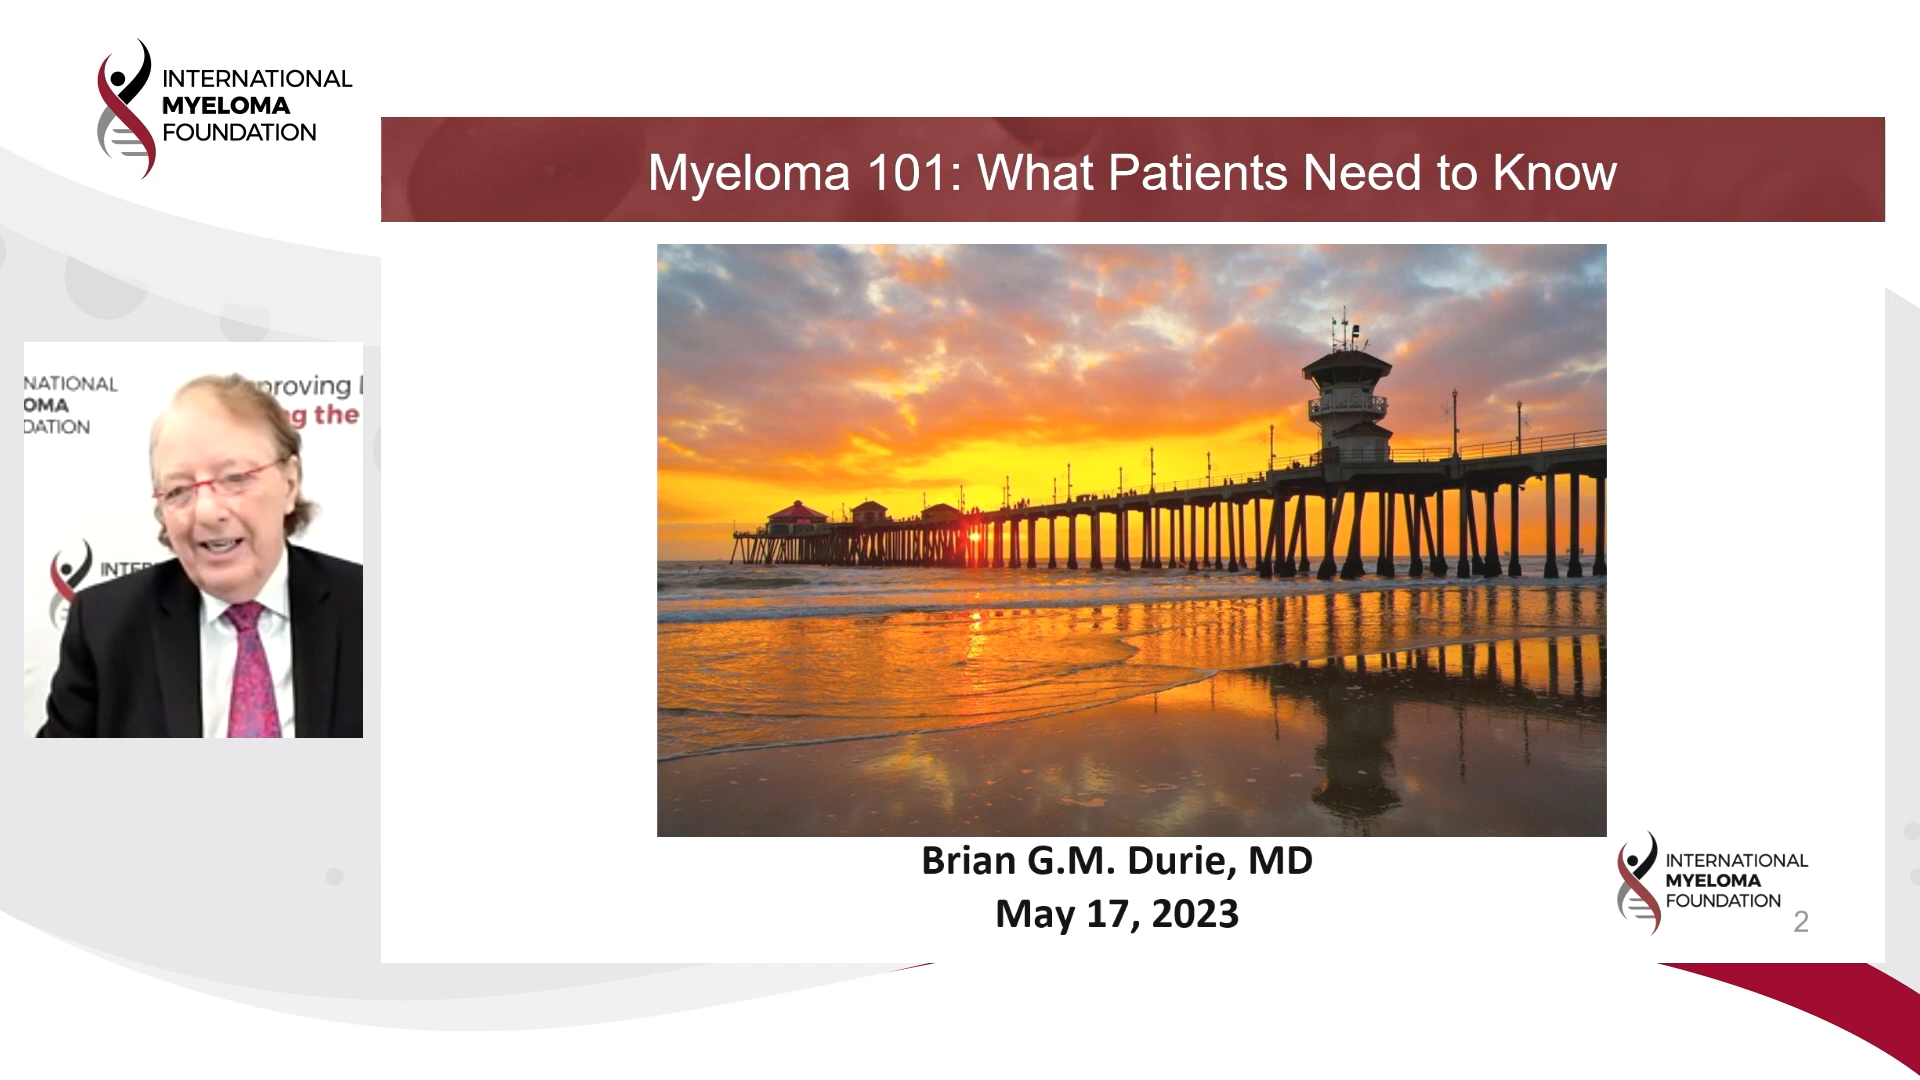 INTERNATIONAL
MYELOMA
FOUNDATION
Myeloma 101: What Patients Need to Know
NATIONAL
OMA
DATION
proving
g the
INTER
Brian G.M. Durie, MD
May 17, 2023
INTERNATIONAL
MYELOMA
FOUNDATION
2